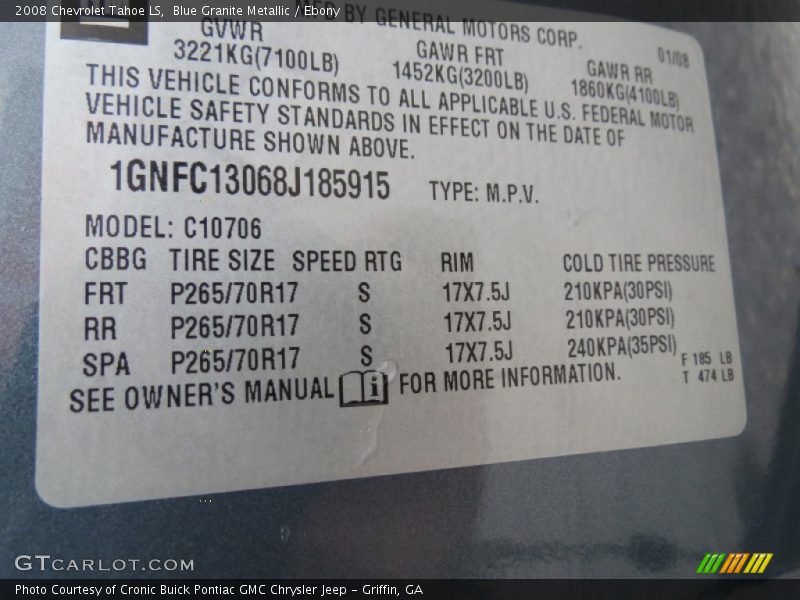 2008 Chevrolet Tahoe LS,  Blue Granite Metallic / Ebony
MFD BY GENERAL MOTORS CORP.
01/08
GVWR GAWR FRT GAWR RR
3221KG(7100LB) 1452KG(3200LB) 1860KG(4100LB)
THIS VEHICLE CONFORMS TO ALL APPLICABLE U.S. FEDERAL MOTOR
VEHICLE SAFETY STANDARDS IN EFFECT ON THE DATE OF
MANUFACTURE SHOWN ABOVE.
1GNFC13068J185915 TYPE: M.P.V.
MODEL: C10706
CBBG TIRE SIZE SPEED RTG RIM COLD TIRE PRESSURE
FRT P265/70R17 S 17X7.5J 210KPA(30PSI)
RR P265/70R17 S 17X7.5J 210KPA(30PSI)
SPA P265/70R17 S 17X7.5J 240KPA(35PSI)
F 185 LB
T 474 LB
SEE OWNER'S MANUAL i FOR MORE INFORMATION.
GTCARLOT.COM
Photo Courtesy of Cronic Buick Pontiac GMC Chrysler Jeep – Griffin, GA